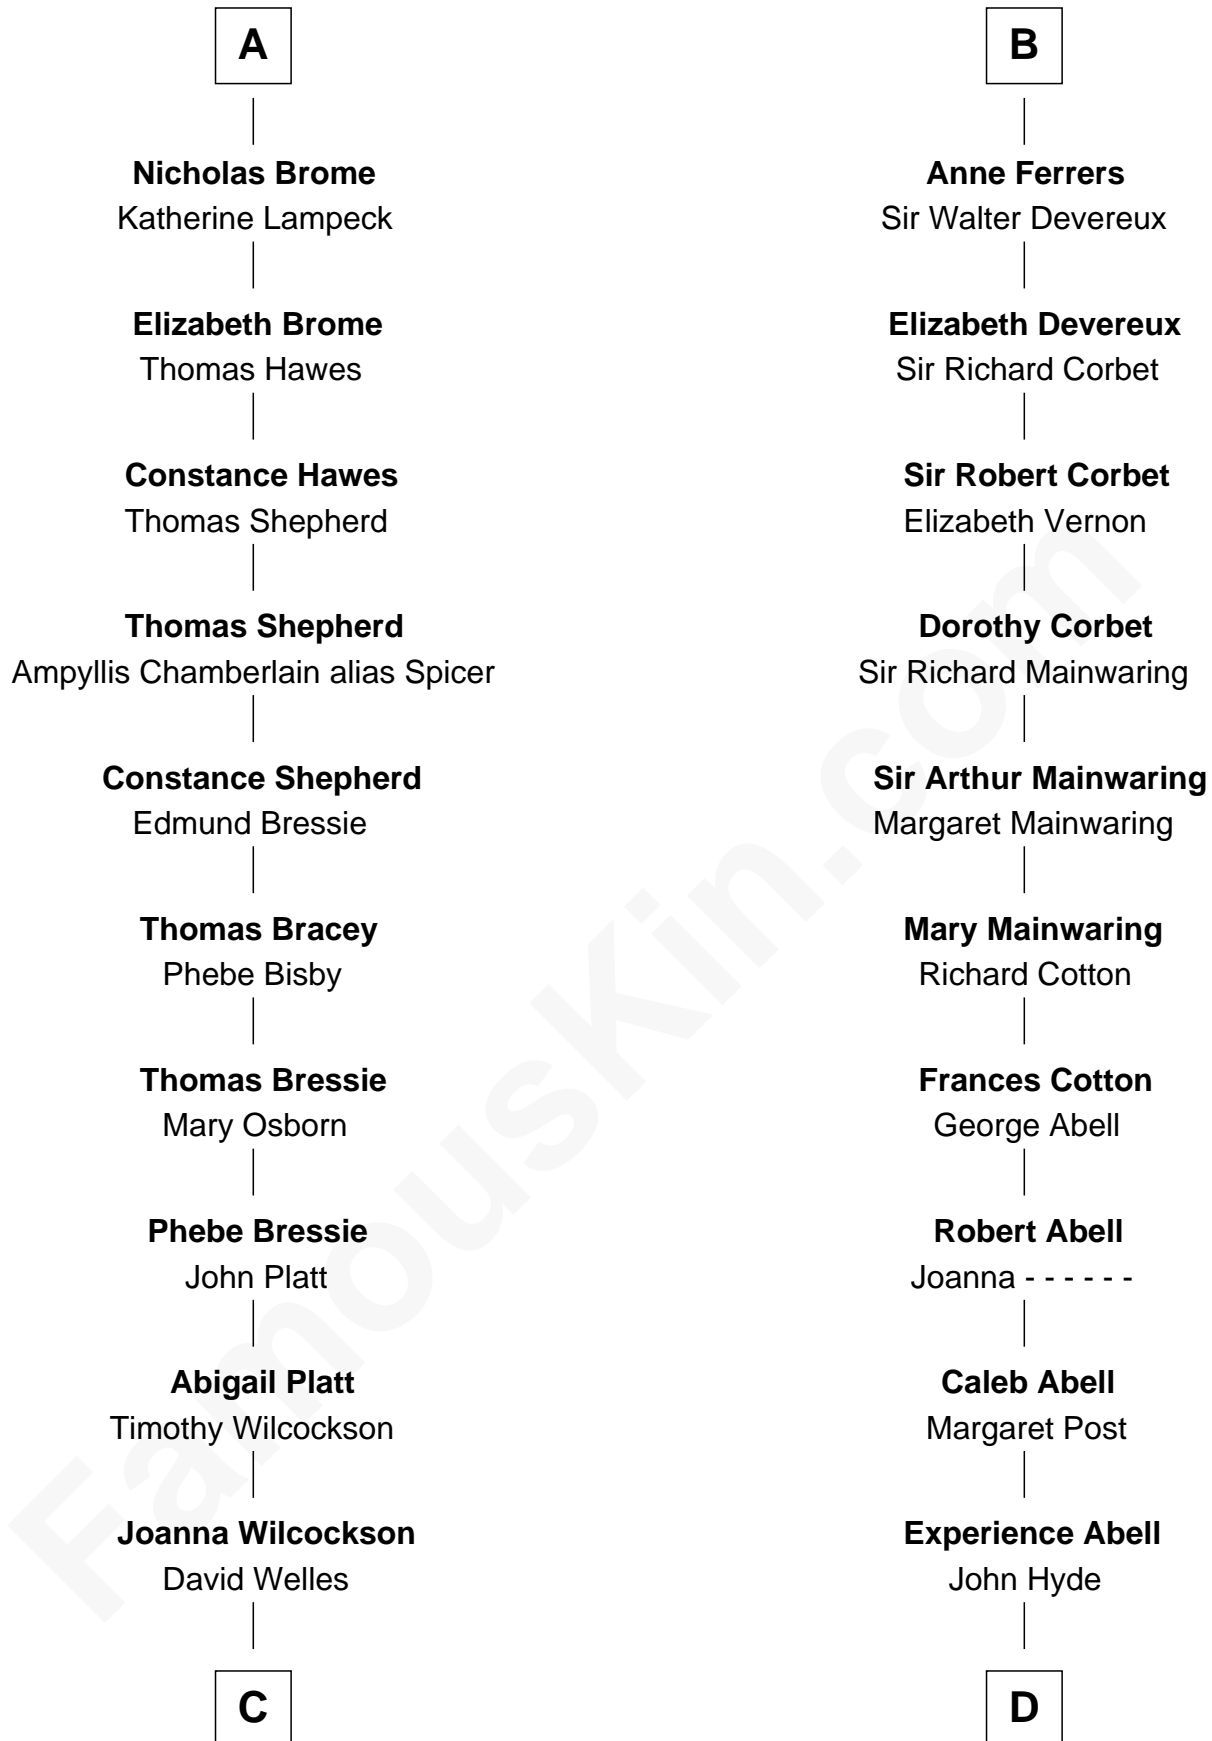 A
Nicholas Brome
Katherine Lampeck
Elizabeth Brome
Thomas Hawes
Constance Hawes
Thomas Shepherd
Thomas Shepherd
Ampyllis Chamberlain alias Spicer
Constance Shepherd
Edmund Bressie
Thomas Bracey
Phebe Bisby
Thomas Bressie
Mary Osborn
Phebe Bressie
John Platt
Abigail Platt
Timothy Wilcockson
Joanna Wilcockson
David Welles
C
B
Anne Ferrers
Sir Walter Devereux
Elizabeth Devereux
Sir Richard Corbet
Sir Robert Corbet
Elizabeth Vernon
Dorothy Corbet
Sir Richard Mainwaring
Sir Arthur Mainwaring
Margaret Mainwaring
Mary Mainwaring
Richard Cotton
Frances Cotton
George Abell
Robert Abell
Joanna - - - - - -
Caleb Abell
Margaret Post
Experience Abell
John Hyde
D
FamousKin.com